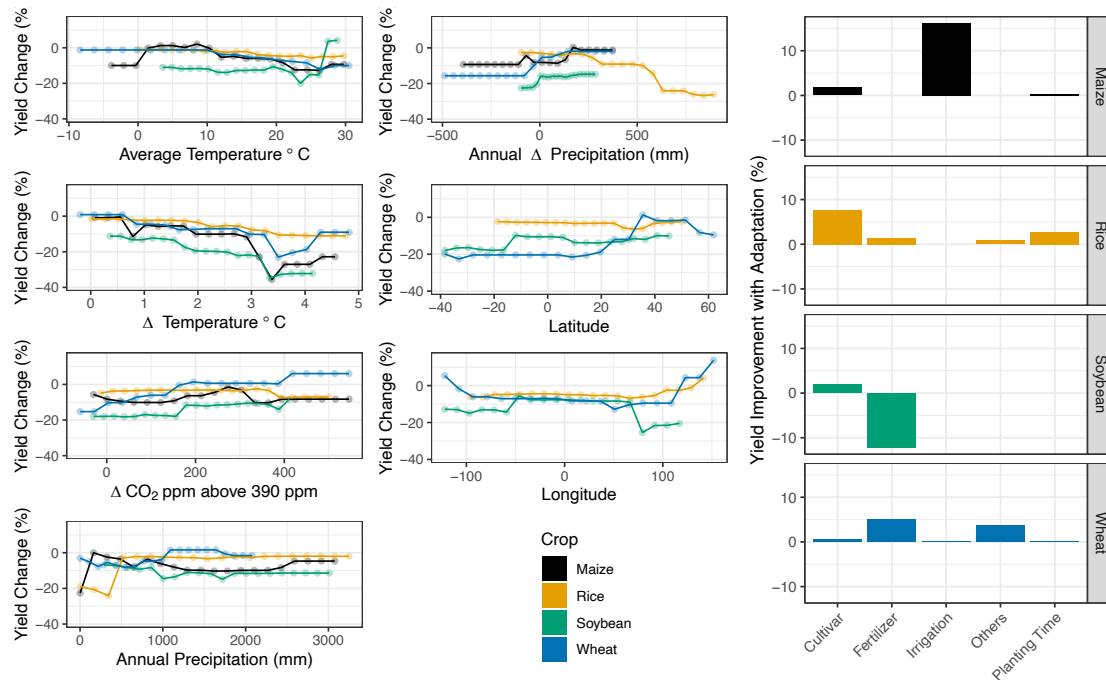 Yield Change (%
0
−20
−40
−10
0
10
20
30
Average Temperature ° C
Yield Change (%
0
−20
−40
−500
0
500
Annual Δ Precipitation (mm)
Yield Change (%)
0
−10
−20
−30
−40
0
1
2
3
4
5
Δ Temperature ° C
Yield Change (%)
0
−20
−40
−40
−20
0
20
40
60
Latitude
Yield Change (%)
0
−20
−40
0
200
400
Δ CO₂ ppm above 390 ppm
Yield Change (%)
0
−20
−40
−100
0
100
Longitude
Yield Change (%)
0
−20
−40
0
1000
2000
3000
Annual Precipitation (mm)
Crop
Maize
Rice
Soybean
Wheat
Yield Improvement with Adaptation (%)
10
0
−10
Maize
10
0
−10
Rice
10
0
−10
Soybean
10
0
−10
Wheat
Cultivar
Fertilizer
Irrigation
Others
Planting Time